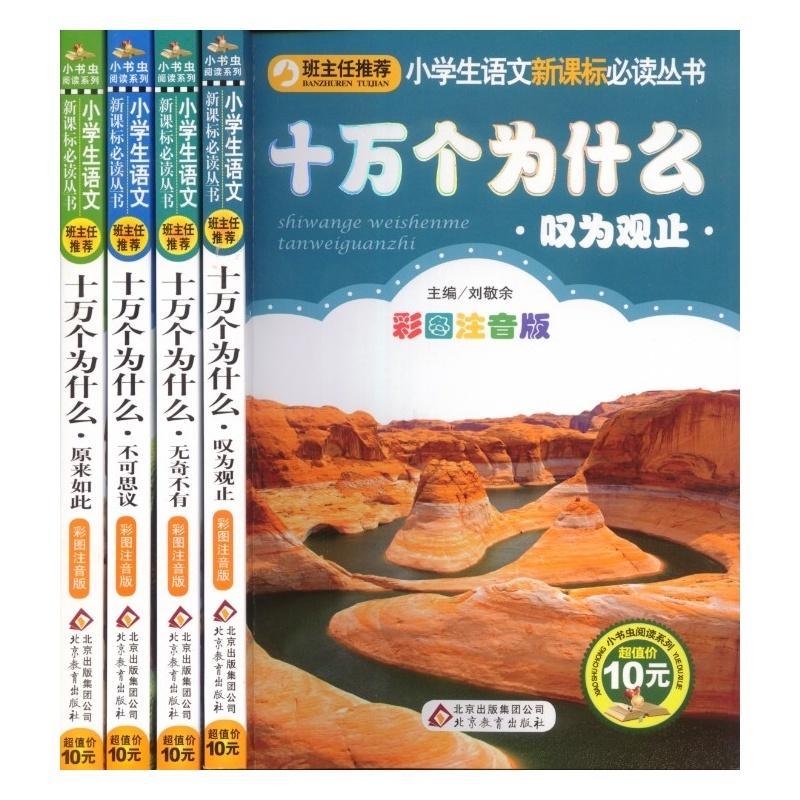 小书虫
阅读系列
小学生语文
新课标必读丛书
班主任
推荐
十万个为什么·原来如此
彩图注音版
北京出版集团公司
北京教育出版社
超值价
10元
小书虫
阅读系列
小学生语文
新课标必读丛书
班主任
推荐
十万个为什么·不可思议
彩图注音版
北京出版集团公司
北京教育出版社
超值价
10元
小书虫
阅读系列
小学生语文
新课标必读丛书
班主任
推荐
十万个为什么·无奇不有
彩图注音版
北京出版集团公司
北京教育出版社
超值价
10元
小书虫
阅读系列
小学生语文
新课标必读丛书
班主任
推荐
十万个为什么·叹为观止
彩图注音版
北京出版集团公司
北京教育出版社
超值价
10元
班主任推荐 小学生语文新课标必读丛书
BANZHUREN TUIJIAN
十万个为什么
shiwange weishenme
tanweiguanzhi
·叹为观止·
主编/刘敬余
彩图注音版
小书虫阅读系列
XIAOSHUCHONG YUEDUXILIE
超值价
10元
北京出版集团公司
北京教育出版社